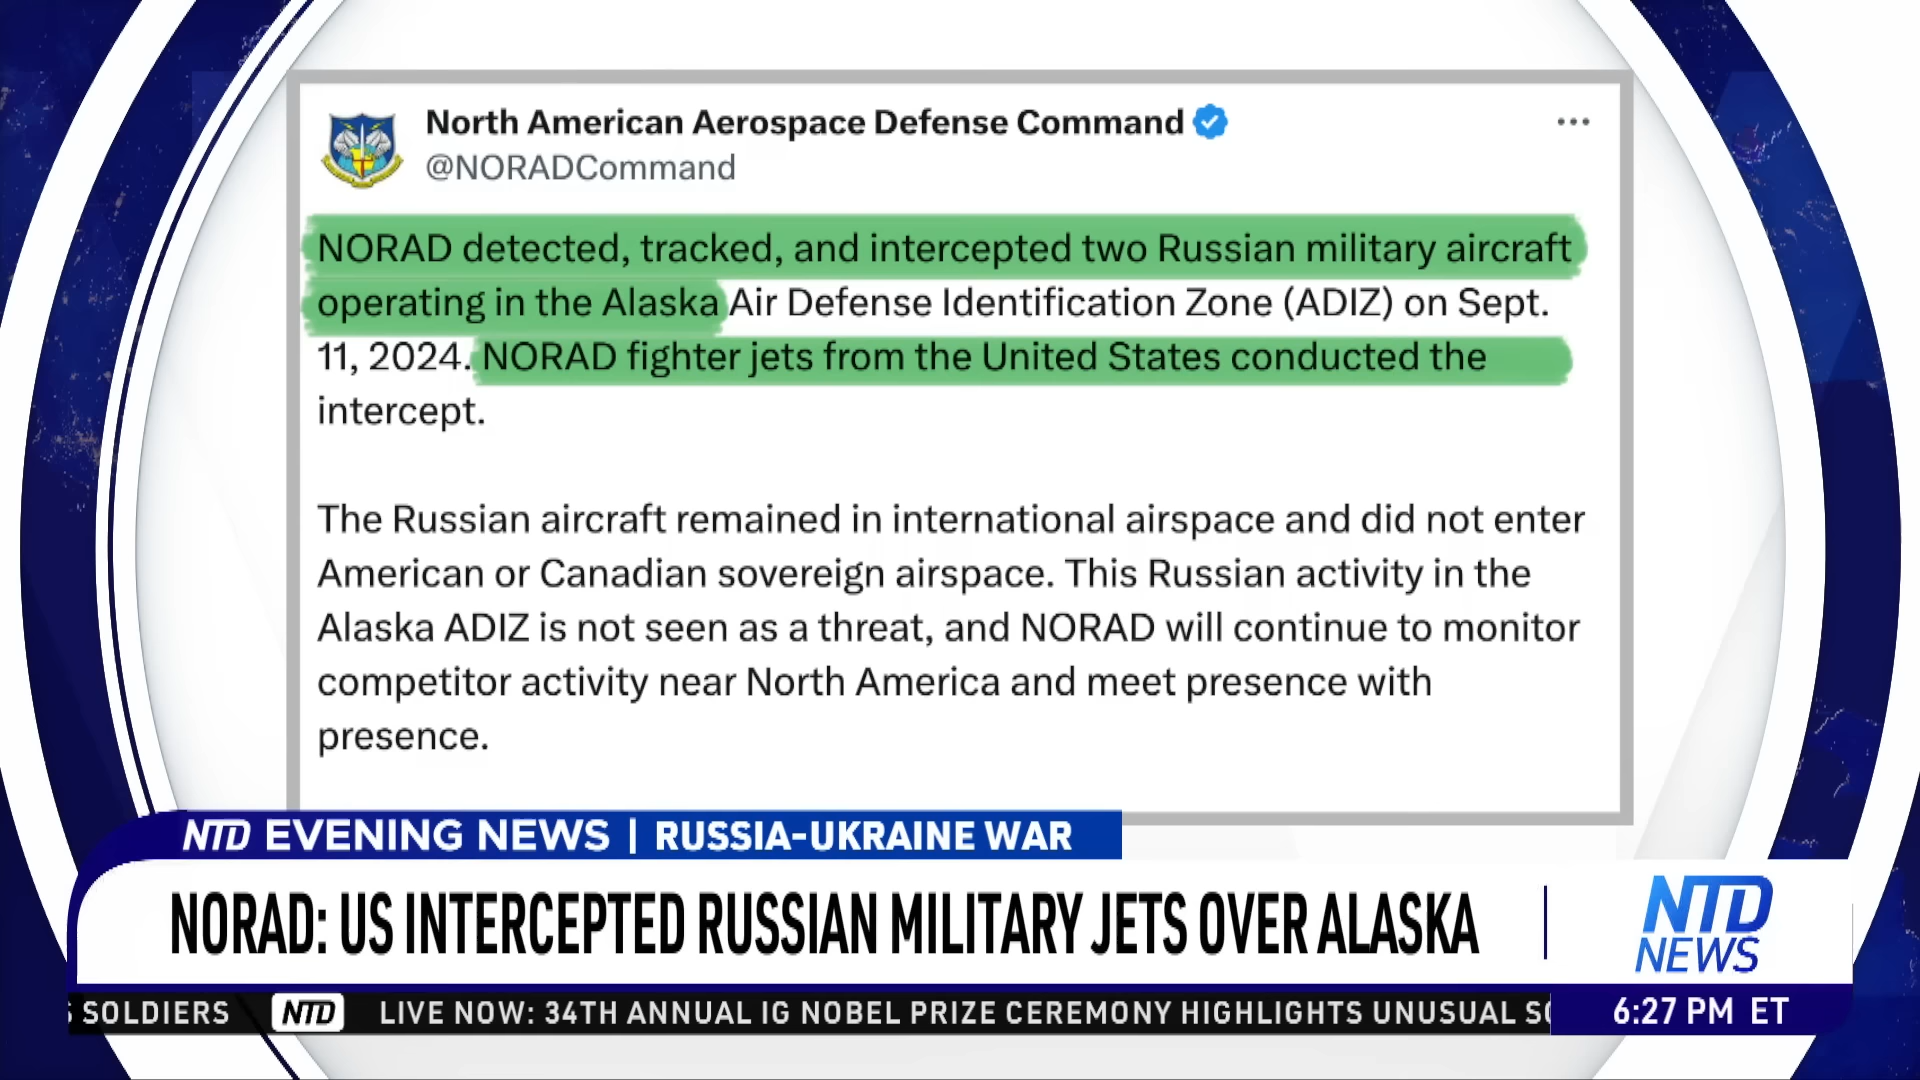 North American Aerospace Defense Command
@NORADCommand
NORAD detected, tracked, and intercepted two Russian military aircraft
operating in the Alaska Air Defense Identification Zone (ADIZ) on Sept.
11, 2024. NORAD fighter jets from the United States conducted the
intercept.
The Russian aircraft remained in international airspace and did not enter
American or Canadian sovereign airspace. This Russian activity in the
Alaska ADIZ is not seen as a threat, and NORAD will continue to monitor
competitor activity near North America and meet presence with
presence.
NTD EVENING NEWS | RUSSIA-UKRAINE WAR
NORAD: US INTERCEPTED RUSSIAN MILITARY JETS OVER ALASKA
NTD
NEWS
SOLDIERS NTD LIVE NOW: 34TH ANNUAL IG NOBEL PRIZE CEREMONY HIGHLIGHTS UNUSUAL
6:27 PM ET